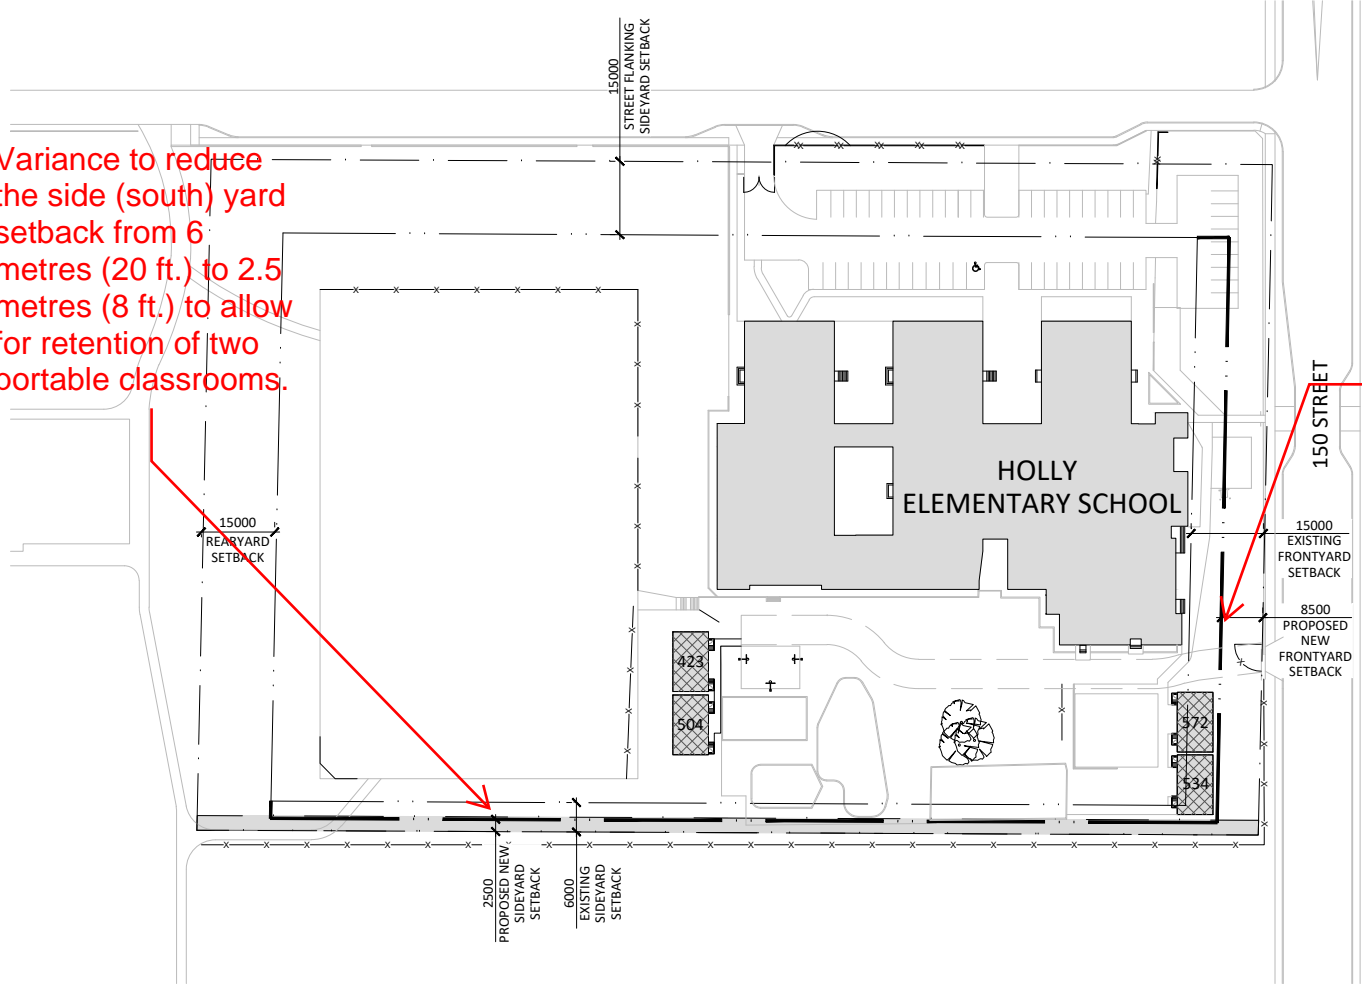 15000
STREET FLANKING
SIDEYARD SETBACK
Variance to reduce
the side (south) yard
setback from 6
metres (20 ft.) to 2.5
metres (8 ft.) to allow
for retention of two
portable classrooms.
150 STREET
HOLLY
ELEMENTARY SCHOOL
15000
REARYARD
SETBACK
15000
EXISTING
FRONTYARD
SETBACK
8500
PROPOSED
NEW
FRONTYARD
SETBACK
423
504
572
534
2500
PROPOSED NEW
SIDEYARD
SETBACK
6000
EXISTING
SIDEYARD
SETBACK